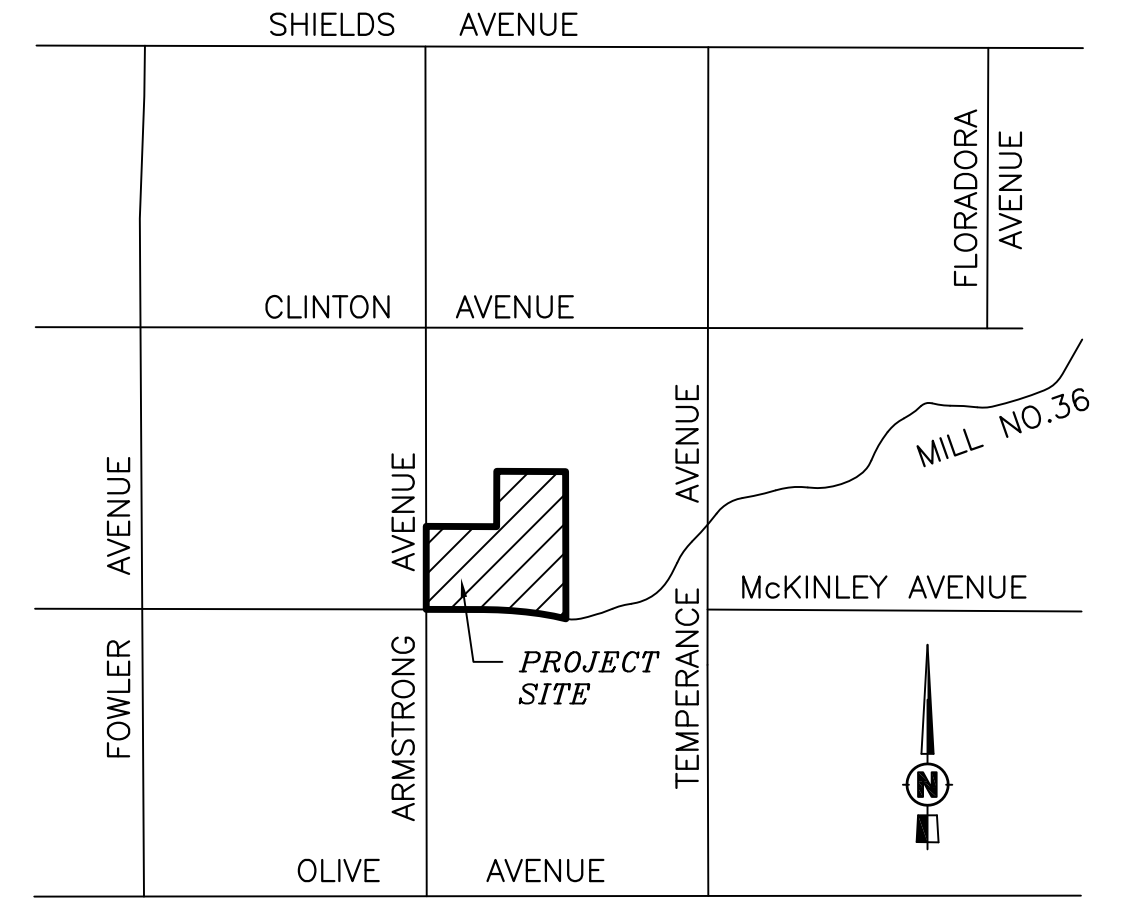 SHIELDS AVENUE
FLORADORA
AVENUE
CLINTON AVENUE
MILL NO.36
FOWLER AVENUE
ARMSTRONG AVENUE
TEMPERANCE AVENUE
McKINLEY AVENUE
PROJECT
SITE
N
OLIVE AVENUE